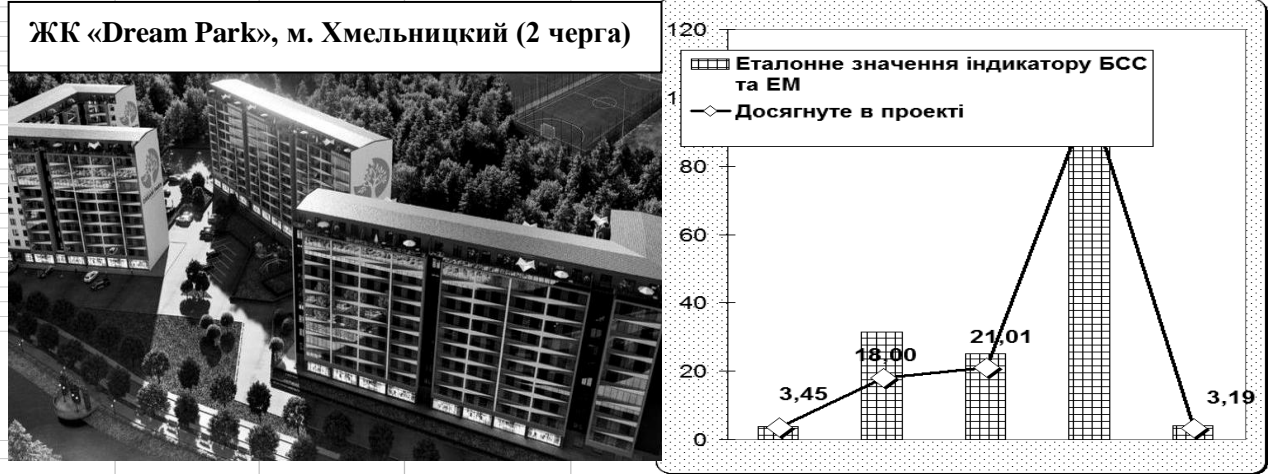 ЖК «Dream Park», м. Хмельницкий (2 черга)
120
Еталонне значення індикатору БСС
та ЕМ
1
Досягнуте в проекті
80
60
40
21,01
18,00
20
3,45
3,19
0